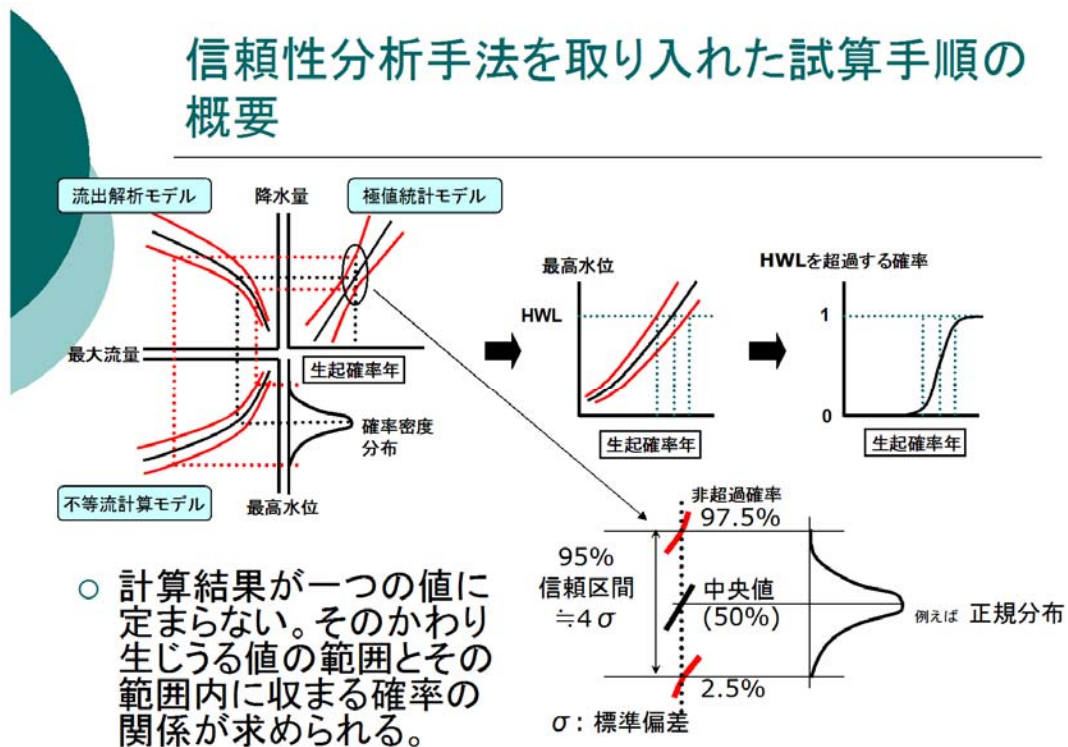 信頼性分析手法を取り入れた試算手順の
概要
流出解析モデル
降水量
極値統計モデル
最大流量
生起確率年
確率密度
分布
不等流計算モデル
最高水位
最高水位
HWL
生起確率年
HWLを超過する確率
1
0
生起確率年
非超過確率
97.5%
95%
信頼区間
≒4σ
中央値
(50%)
例えば 正規分布
2.5%
σ：標準偏差
○ 計算結果が一つの値に
定まらない。そのかわり
生じうる値の範囲とその
範囲内に収まる確率の
関係が求められる。